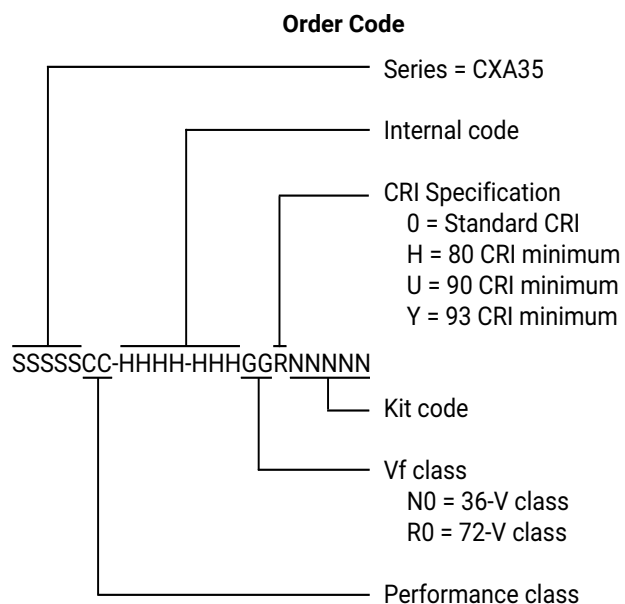 Order Code
Series = CXA35
Internal code
CRI Specification
0 = Standard CRI
H = 80 CRI minimum
U = 90 CRI minimum
Y = 93 CRI minimum
SSSSSCC-HHHH-HHHGGRNNNNN
Kit code
Vf class
N0 = 36-V class
R0 = 72-V class
Performance class